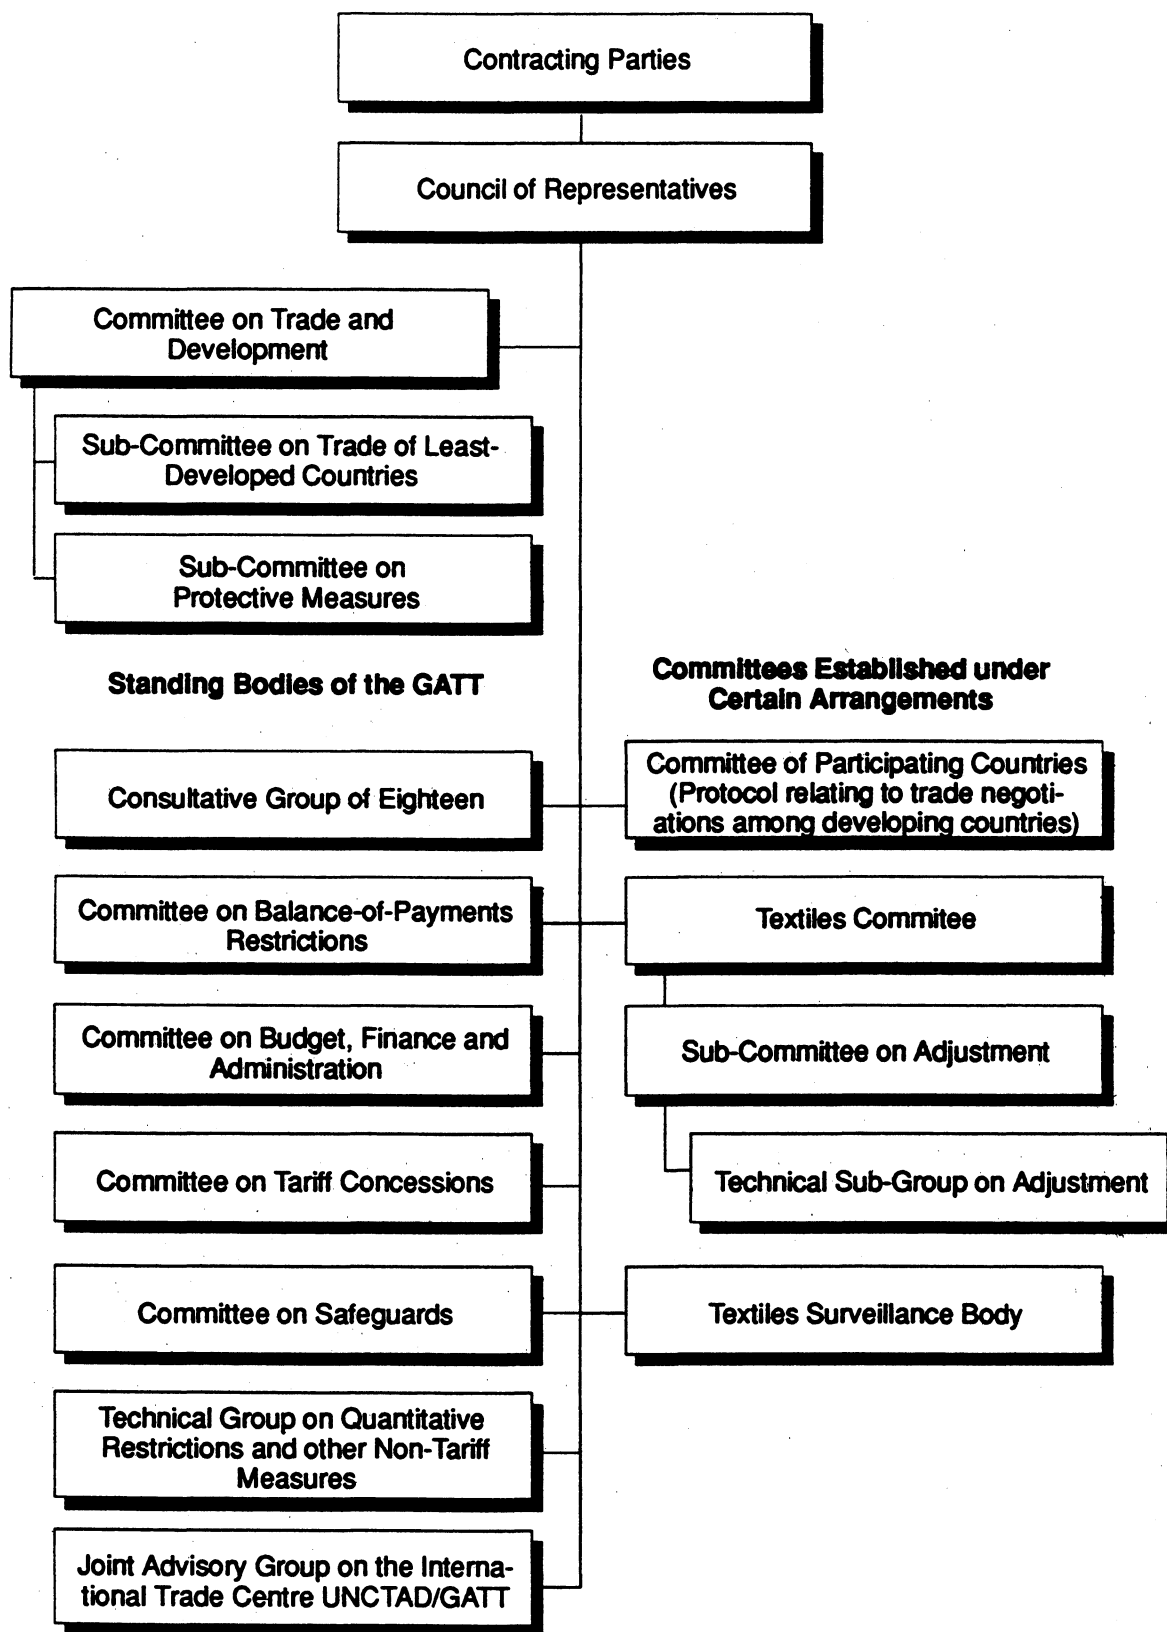 Contracting Parties
Council of Representatives
Committee on Trade and
Development
Sub-Committee on Trade of Least-
Developed Countries
Sub-Committee on
Protective Measures
Standing Bodies of the GATT
Committees Established under
Certain Arrangements
Consultative Group of Eighteen
Committee of Participating Countries
(Protocol relating to trade negoti-
ations among developing countries)
Committee on Balance-of-Payments
Restrictions
Textiles Commitee
Committee on Budget, Finance and
Administration
Sub-Committee on Adjustment
Committee on Tariff Concessions
Technical Sub-Group on Adjustment
Committee on Safeguards
Textiles Surveillance Body
Technical Group on Quantitative
Restrictions and other Non-Tariff
Measures
Joint Advisory Group on the Interna-
tional Trade Centre UNCTAD/GATT